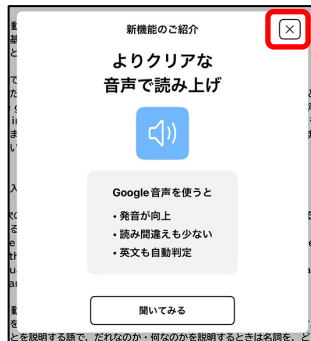 新機能のご紹介
よりクリアな
音声で読み上げ
Google音声を使うと
・発音が向上
・読み間違えも少ない
・英文も自動判定
聞いてみる
とを説明する語で、だれなのか・何なのかを説明するときは名詞を、と